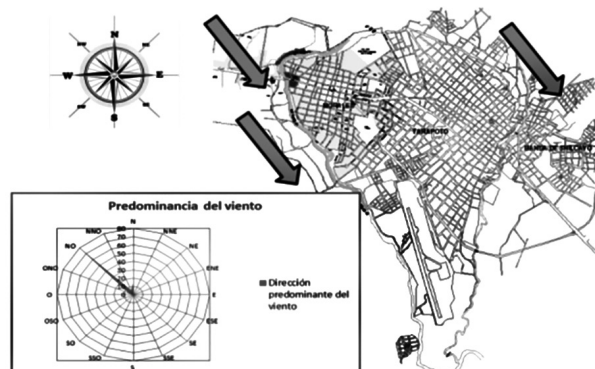 N
W E
S
TARAPOTO
Predominancia del viento
N
NNO NNE
NO NE
ONO ENE
O E
OSO ESE
SO SE
SSO SSE
S
80
70
60
50
40
30
20
10
0
Dirección
predominante del
viento